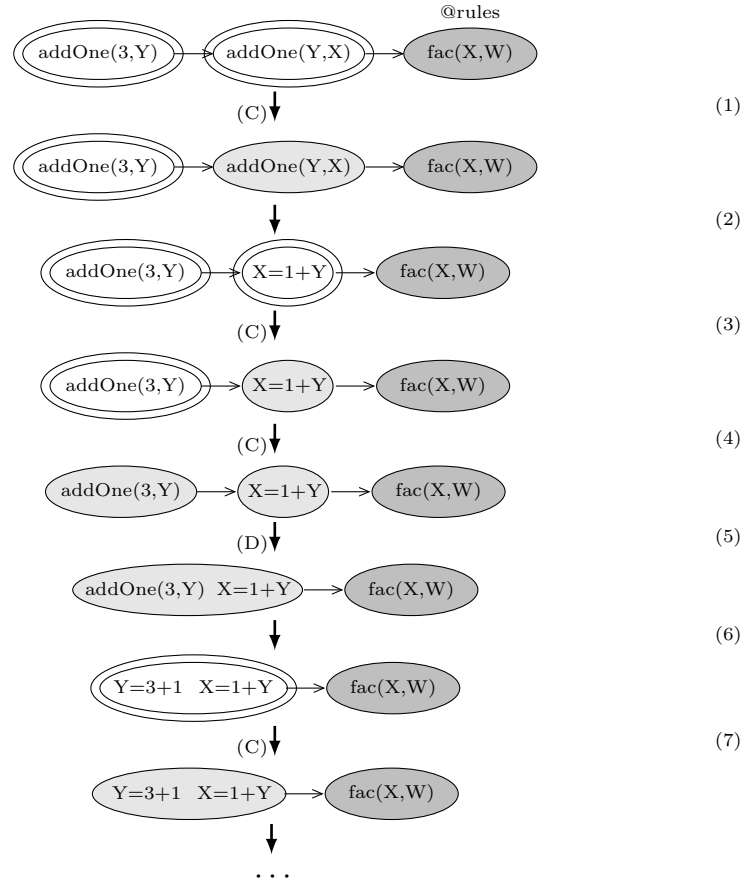 @rules
addOne(3,Y) addOne(Y,X) fac(X,W)
(C) (1)
addOne(3,Y) addOne(Y,X) fac(X,W)
(2)
addOne(3,Y) X=1+Y fac(X,W)
(C) (3)
addOne(3,Y) X=1+Y fac(X,W)
(C) (4)
addOne(3,Y) X=1+Y fac(X,W)
(D) (5)
addOne(3,Y) X=1+Y fac(X,W)
(6)
Y=3+1 X=1+Y fac(X,W)
(C) (7)
Y=3+1 X=1+Y fac(X,W)
...